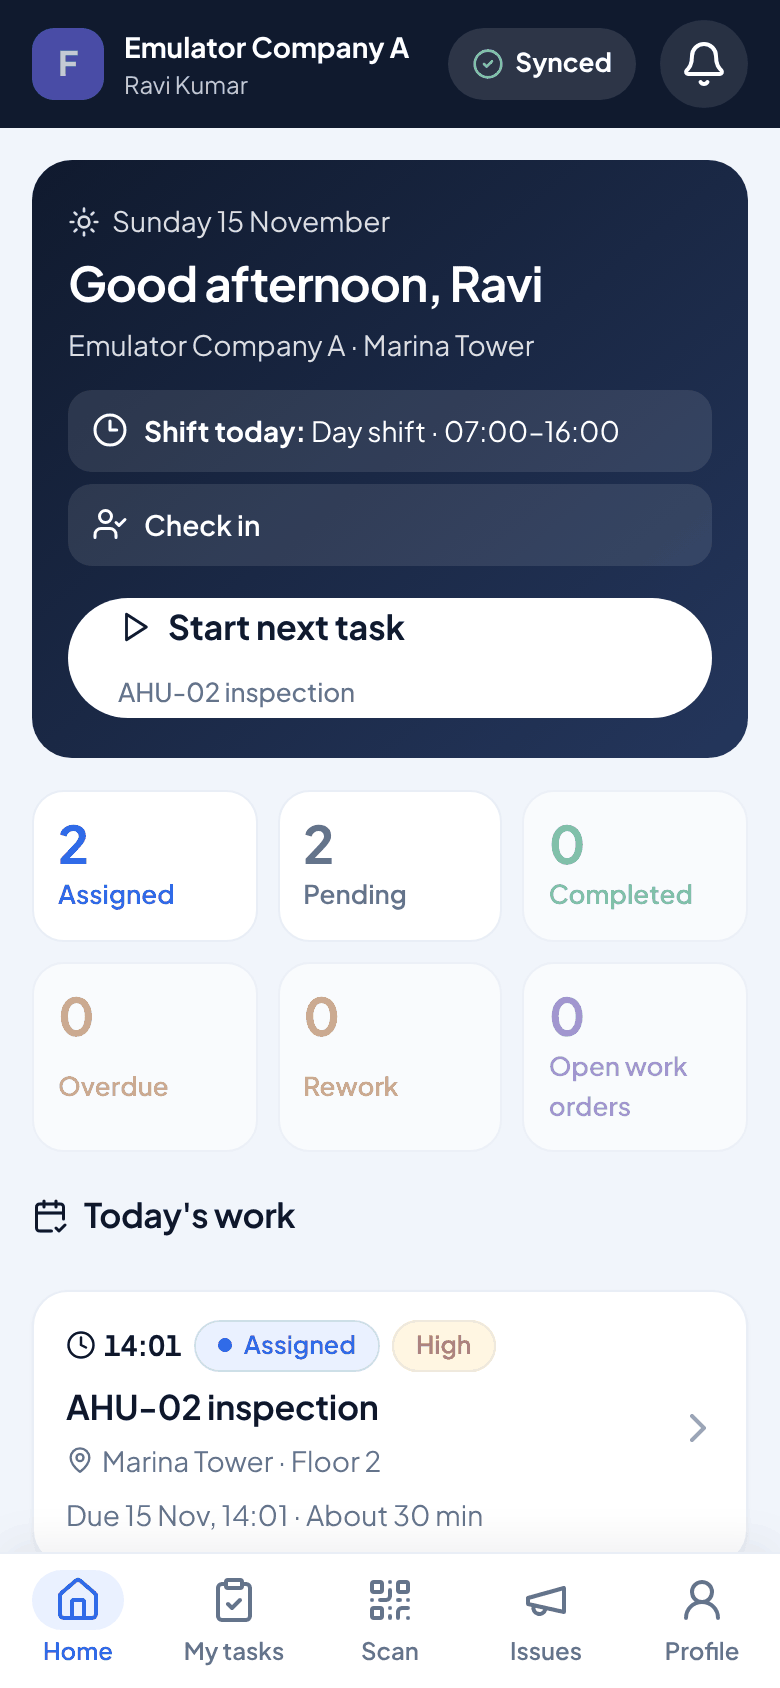 F
Emulator Company A
Ravi Kumar
Synced
Sunday 15 November
Good afternoon, Ravi
Emulator Company A · Marina Tower
Shift today: Day shift · 07:00–16:00
Check in
Start next task
AHU-02 inspection
2
Assigned
2
Pending
0
Completed
0
Overdue
0
Rework
0
Open work
orders
Today's work
14:01 Assigned High
AHU-02 inspection
Marina Tower · Floor 2
Due 15 Nov, 14:01 · About 30 min
Home
My tasks
Scan
Issues
Profile